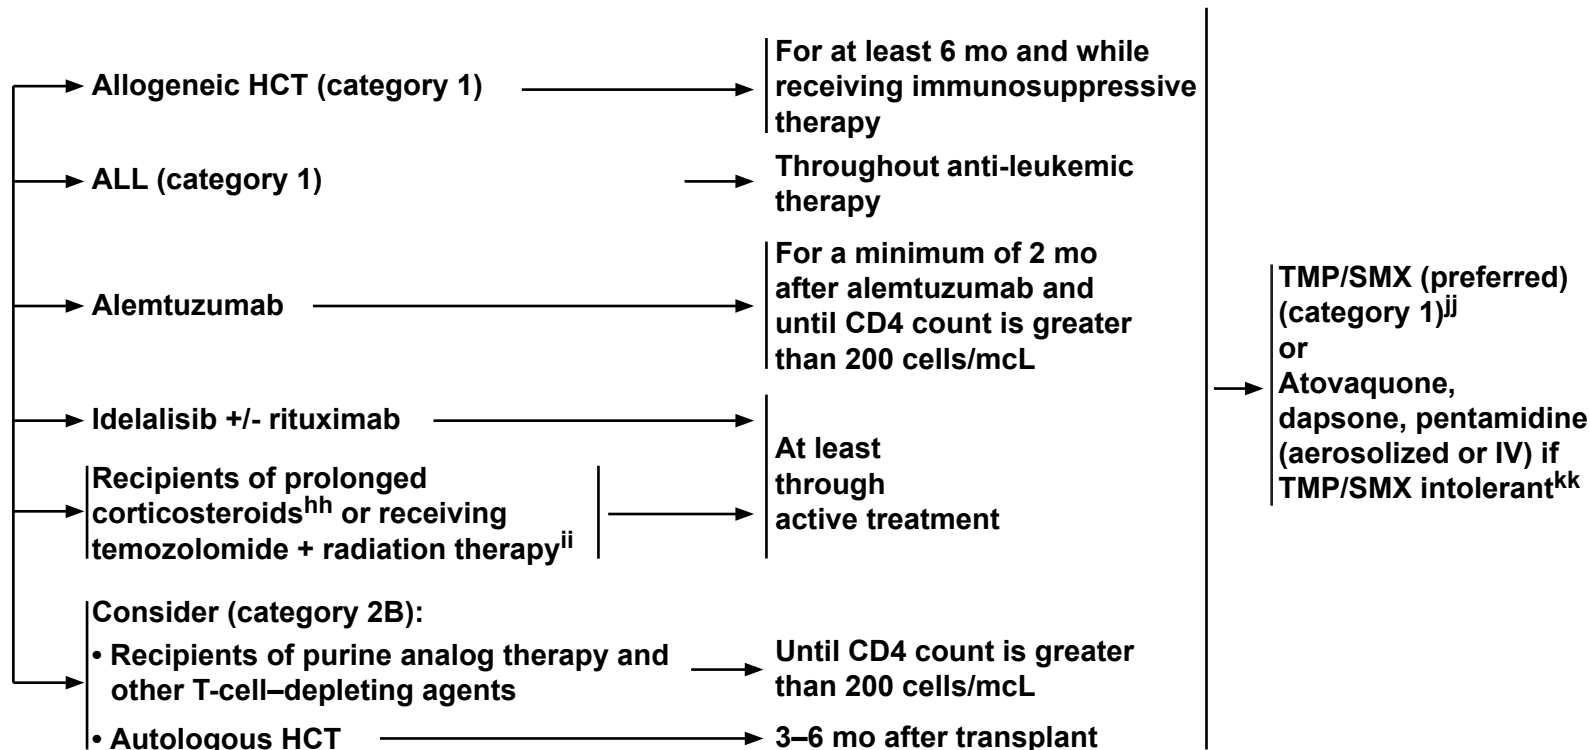 Allogeneic HCT (category 1)
For at least 6 mo and while
receiving immunosuppressive
therapy
ALL (category 1)
Throughout anti-leukemic
therapy
Alemtuzumab
For a minimum of 2 mo
after alemtuzumab and
until CD4 count is greater
than 200 cells/mcL
Idelalisib +/- rituximab
Recipients of prolonged
corticosteroidshh or receiving
temozolomide + radiation therapyii
At least
through
active treatment
Consider (category 2B):
• Recipients of purine analog therapy and
other T-cell–depleting agents
Until CD4 count is greater
than 200 cells/mcL
• Autologous HCT
3–6 mo after transplant
TMP/SMX (preferred)
(category 1)jj
or
Atovaquone,
dapsone, pentamidine
(aerosolized or IV) if
TMP/SMX intolerantkk